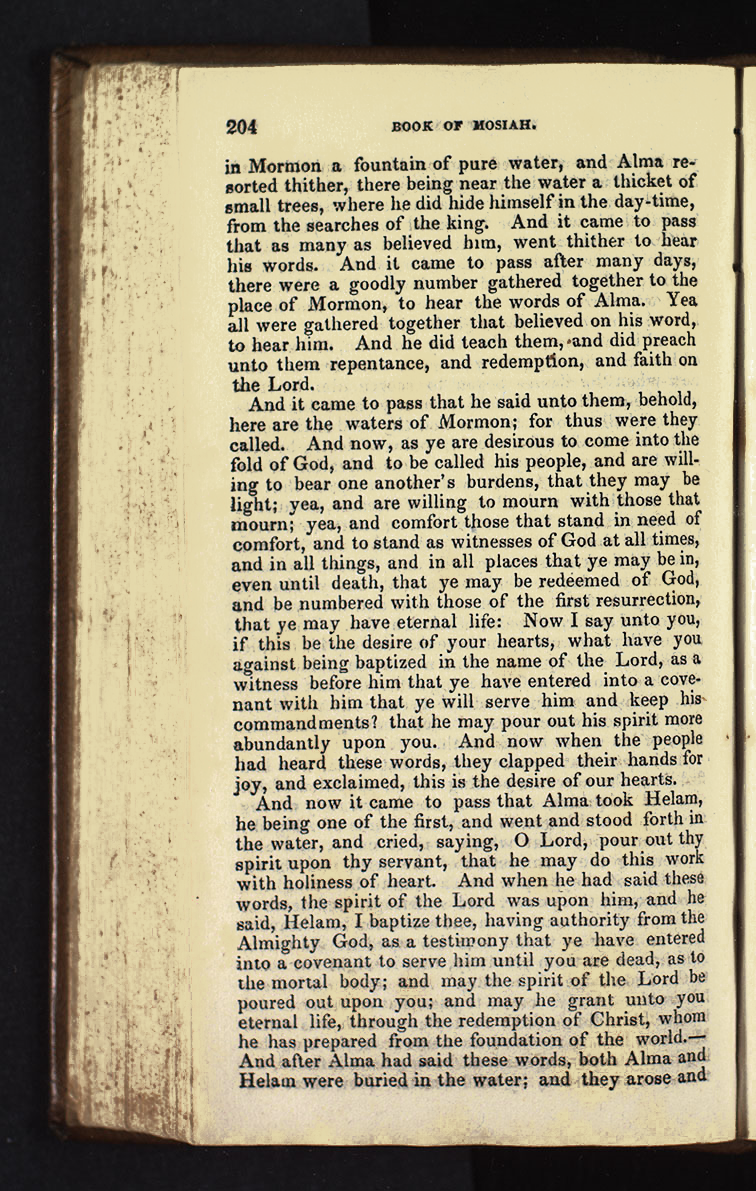 204 BOOK OF MOSIAH.
in Mormon a fountain of pure water, and Alma re-
sorted thither, there being near the water a thicket of
small trees, where he did hide himself in the day-time,
from the searches of the king. And it came to pass
that as many as believed him, went thither to hear
his words. And it came to pass after many days,
there were a goodly number gathered together to the
place of Mormon, to hear the words of Alma. Yea
all were gathered together that believed on his word,
to hear him. And he did teach them, and did preach
unto them repentance, and redemption, and faith on
the Lord.
And it came to pass that he said unto them, behold,
here are the waters of Mormon; for thus were they
called. And now, as ye are desirous to come into the
fold of God, and to be called his people, and are will-
ing to bear one another's burdens, that they may be
light; yea, and are willing to mourn with those that
mourn; yea, and comfort those that stand in need of
comfort, and to stand as witnesses of God at all times,
and in all things, and in all places that ye may be in,
even until death, that ye may be redeemed of God,
and be numbered with those of the first resurrection,
that ye may have eternal life: Now I say unto you,
if this be the desire of your hearts, what have you
against being baptized in the name of the Lord, as a
witness before him that ye have entered into a cove-
nant with him that ye will serve him and keep his
commandments? that he may pour out his spirit more
abundantly upon you. And now when the people
had heard these words, they clapped their hands for
joy, and exclaimed, this is the desire of our hearts.
And now it came to pass that Alma took Helam,
he being one of the first, and went and stood forth in
the water, and cried, saying, O Lord, pour out thy
spirit upon thy servant, that he may do this work
with holiness of heart. And when he had said these
words, the spirit of the Lord was upon him, and he
said, Helam, I baptize thee, having authority from the
Almighty God, as a testimony that ye have entered
into a covenant to serve him until you are dead, as to
the mortal body; and may the spirit of the Lord be
poured out upon you; and may he grant unto you
eternal life, through the redemption of Christ, whom
he has prepared from the foundation of the world.—
And after Alma had said these words, both Alma and
Helam were buried in the water; and they arose and